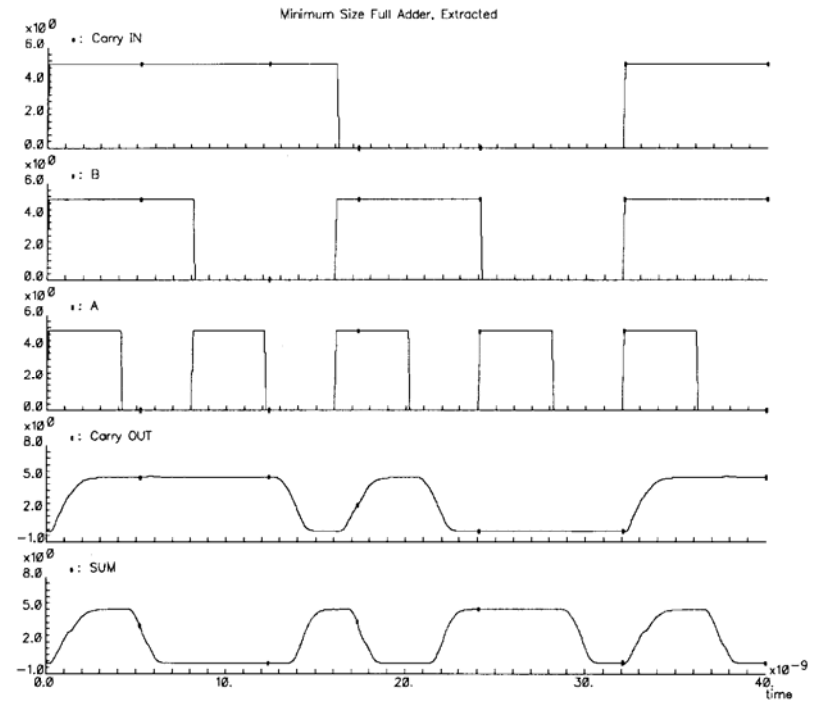 Minimum Size Full Adder, Extracted
x10 0
6.0
: Carry IN
4.0
2.0
0.0
x10 0
6.0
: B
4.0
2.0
0.0
x10 0
6.0
: A
4.0
2.0
0.0
x10 0
8.0
: Carry OUT
5.0
2.0
-1.0
x10 0
8.0
: SUM
5.0
2.0
-1.0
0.0 10. 20. 30. 40. x10-9
time